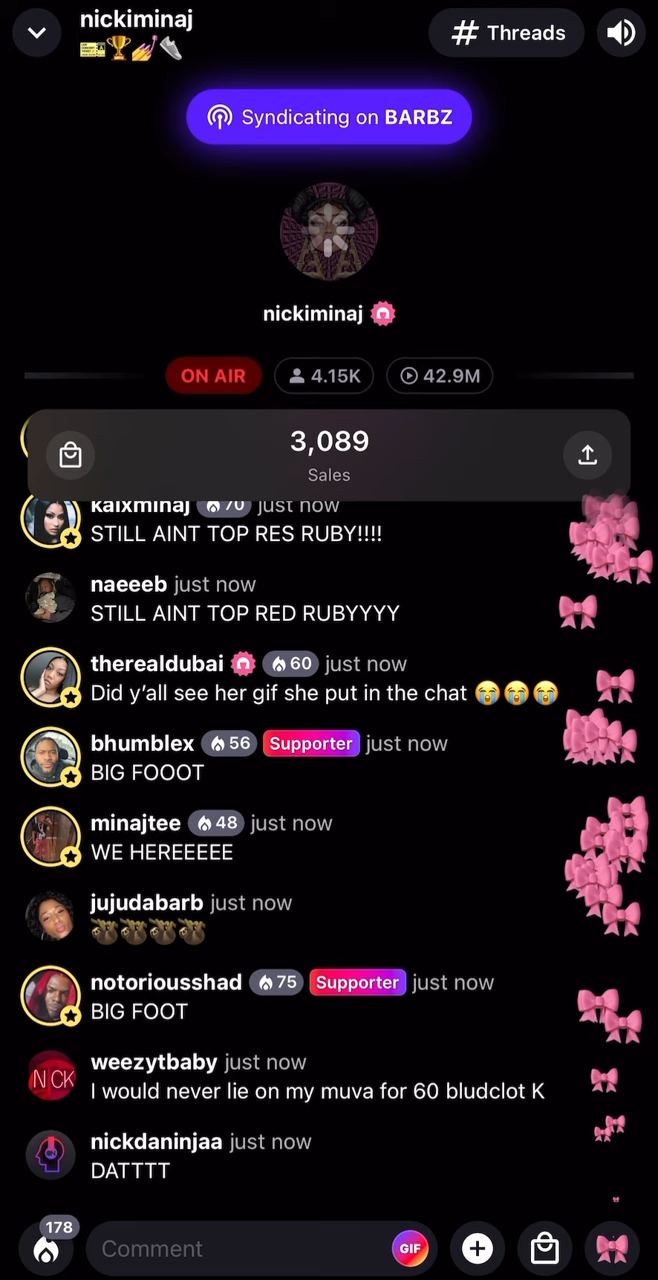 nickiminaj
🎫🏆💅👟
Threads
Syndicating on BARBZ
nickiminaj
ON AIR
4.15K
42.9M
3,089
Sales
kaixminaj 70 just now
STILL AINT TOP RES RUBY!!!!
naeeeb just now
STILL AINT TOP RED RUBYYYY
therealdubai 60 just now
Did y'all see her gif she put in the chat 😭😭😭
bhumblex 56 Supporter just now
BIG FOOOT
minajtee 48 just now
WE HEREEEEE
jujudabarb just now
🦥🦥🦥🦥
notoriousshad 75 Supporter just now
BIG FOOT
NICK
weezytbaby just now
I would never lie on my muva for 60 bludclot K
nickdaninjaa just now
DATTTT
178
Comment
GIF